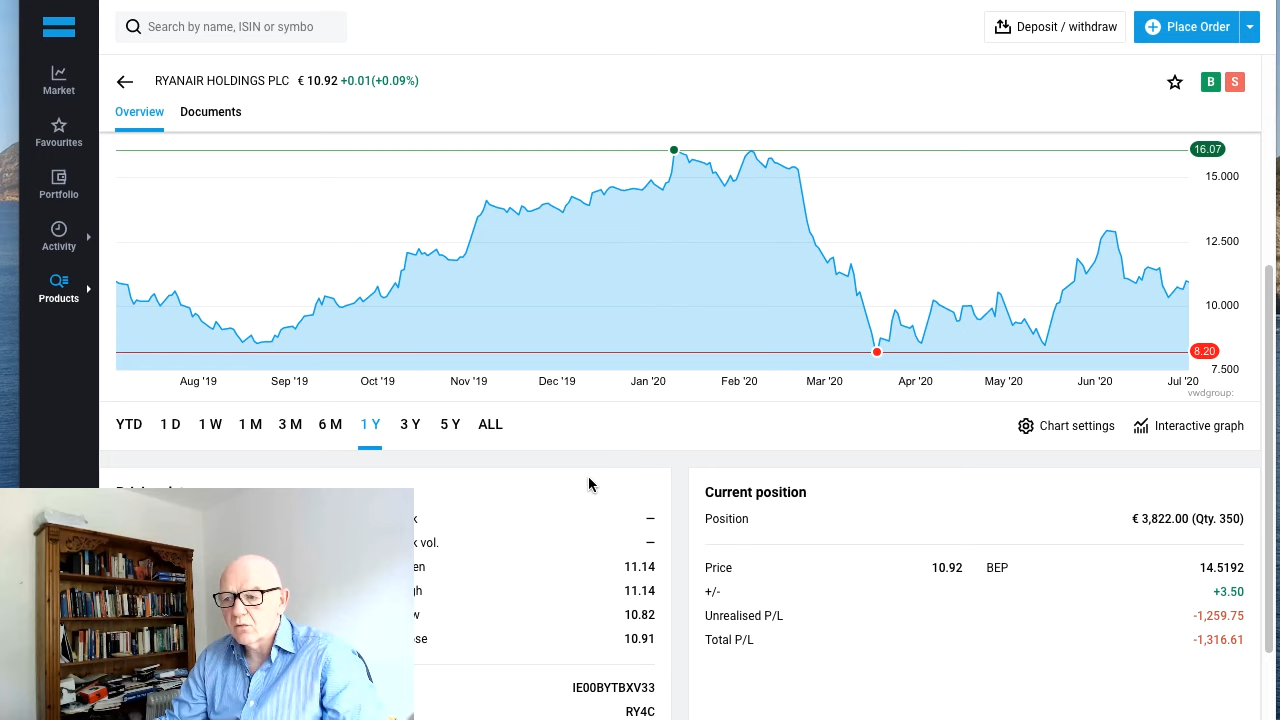 Search by name, ISIN or symbo
Deposit / withdraw
Place Order
Market
Favourites
Portfolio
Activity
Products
RYANAIR HOLDINGS PLC € 10.92 +0.01(+0.09%)
B S
Overview Documents
16.07
15.000
12.500
10.000
8.20
7.500
Aug '19 Sep '19 Oct '19 Nov '19 Dec '19 Jan '20 Feb '20 Mar '20 Apr '20 May '20 Jun '20 Jul '20
vwdgroup:
YTD 1 D 1 W 1 M 3 M 6 M 1 Y 3 Y 5 Y ALL
Chart settings Interactive graph
k —
k vol. —
en 11.14
gh 11.14
w 10.82
se 10.91
IE00BYTBXV33
RY4C
Current position
Position € 3,822.00 (Qty. 350)
Price 10.92 BEP 14.5192
+/- +3.50
Unrealised P/L -1,259.75
Total P/L -1,316.61